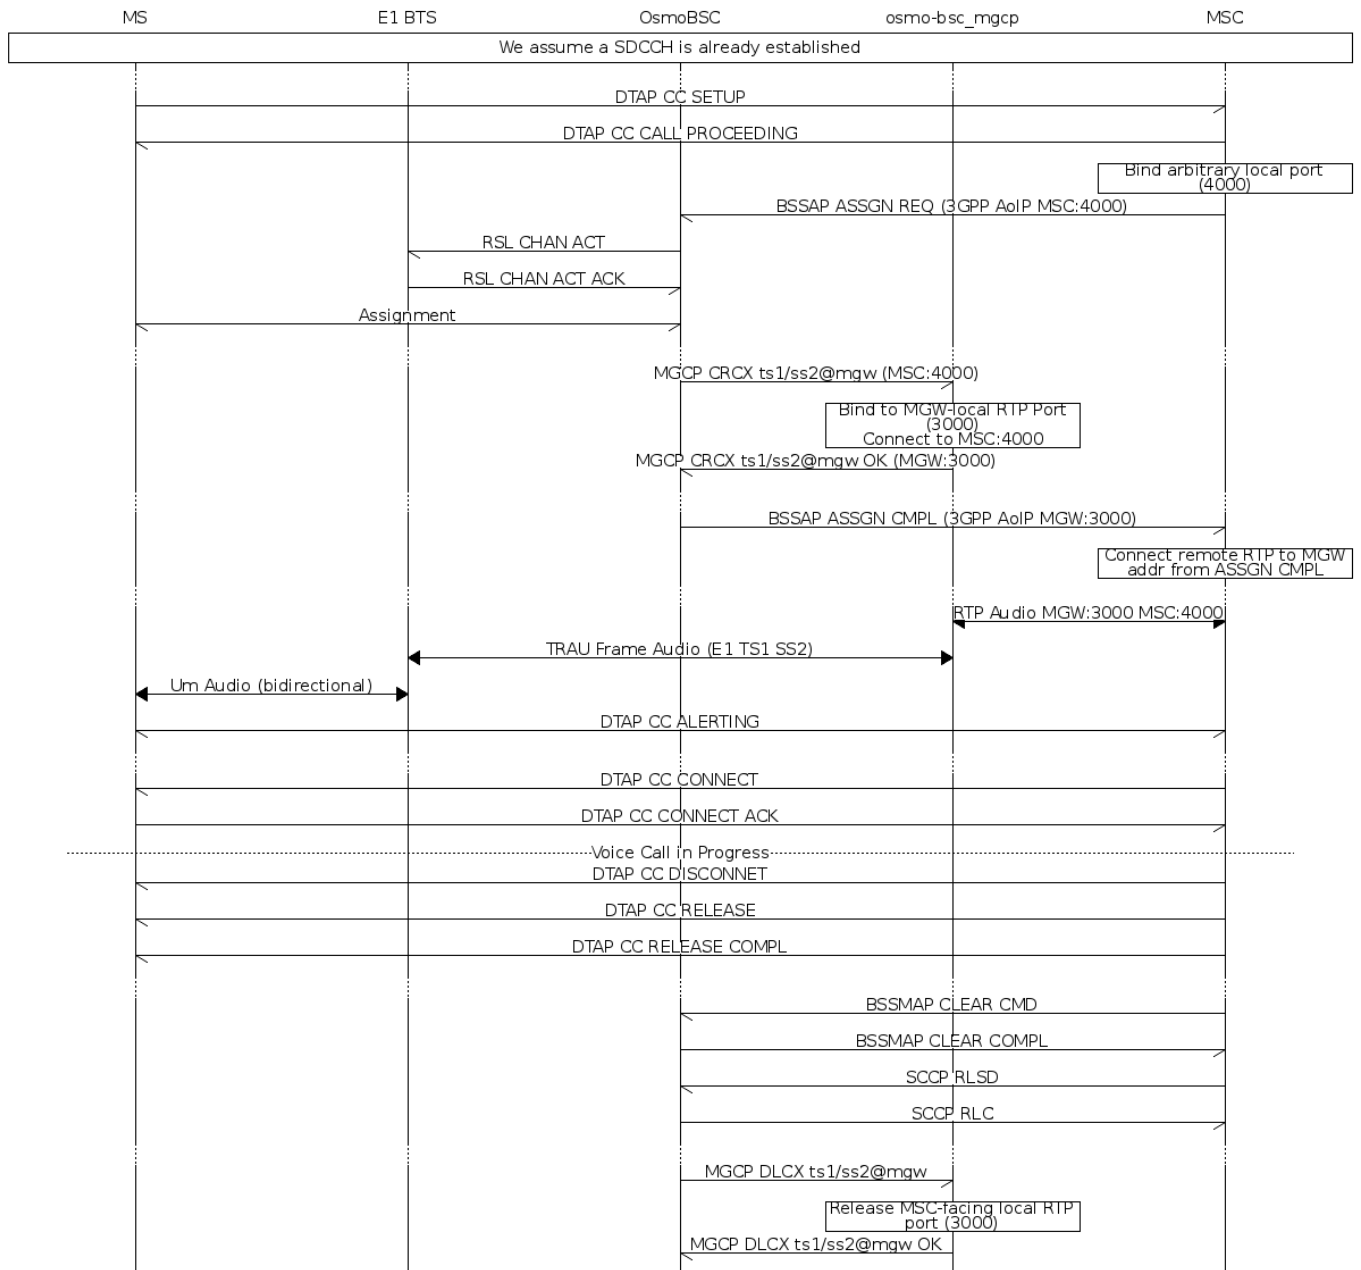 MS E1 BTS OsmoBSC osmo-bsc_mgcp MSC
We assume a SDCCH is already established
DTAP CC SETUP
DTAP CC CALL PROCEEDING
Bind arbitrary local port
(4000)
BSSAP ASSGN REQ (3GPP AoIP MSC:4000)
RSL CHAN ACT
RSL CHAN ACT ACK
Assignment
MGCP CRCX ts1/ss2@mgw (MSC:4000)
Bind to MGW-local RTP Port
(3000)
Connect to MSC:4000
MGCP CRCX ts1/ss2@mgw OK (MGW:3000)
BSSAP ASSGN CMPL (3GPP AoIP MGW:3000)
Connect remote RTP to MGW
addr from ASSGN CMPL
RTP Audio MGW:3000 MSC:4000
TRAU Frame Audio (E1 TS1 SS2)
Um Audio (bidirectional)
DTAP CC ALERTING
DTAP CC CONNECT
DTAP CC CONNECT ACK
Voice Call in Progress
DTAP CC DISCONNET
DTAP CC RELEASE
DTAP CC RELEASE COMPL
BSSMAP CLEAR CMD
BSSMAP CLEAR COMPL
SCCP RLSD
SCCP RLC
MGCP DLCX ts1/ss2@mgw
Release MSC-facing local RTP
port (3000)
MGCP DLCX ts1/ss2@mgw OK